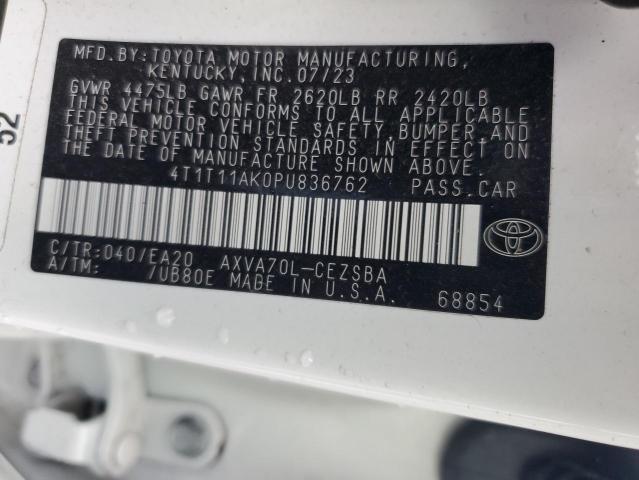 MFD.BY:TOYOTA MOTOR MANUFACTURING,
KENTUCKY, INC.07/23
GVWR 4475LB GAWR FR 2620LB RR 2420LB
THIS VEHICLE CONFORMS TO ALL APPLICABLE
FEDERAL MOTOR VEHICLE SAFETY,BUMPER AND
THEFT PREVENTION STANDARDS IN EFFECT ON
THE DATE OF MANUFACTURE SHOWN ABOVE.
4T1T11AK0PU836762 PASS.CAR
C/TR:040/EA20 AXVA70L-CEZSBA
A/TM: /UB80E MADE IN U.S.A. 68854
52